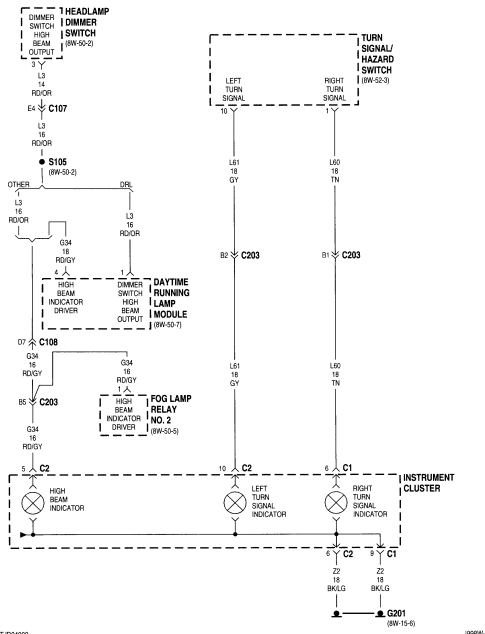 DIMMER
SWITCH
HIGH
BEAM
OUTPUT
HEADLAMP
DIMMER
SWITCH
(8W-50-2)
3
L3
14
RD/OR
E4
C107
L3
16
RD/OR
S105
(8W-50-2)
OTHER
DRL
L3
16
RD/OR
G34
18
RD/GY
L3
16
RD/OR
4
1
HIGH
BEAM
INDICATOR
DRIVER
DIMMER
SWITCH
HIGH
BEAM
OUTPUT
DAYTIME
RUNNING
LAMP
MODULE
(8W-50-7)
D7
C108
G34
16
RD/GY
G34
16
RD/GY
1
B5
C203
HIGH
BEAM
INDICATOR
DRIVER
FOG LAMP
RELAY
NO. 2
(8W-50-5)
G34
16
RD/GY
5
C2
TURN
SIGNAL/
HAZARD
SWITCH
(8W-52-3)
LEFT
TURN
SIGNAL
RIGHT
TURN
SIGNAL
10
1
L61
18
GY
L60
18
TN
B2
C203
B1
C203
L61
18
GY
L60
18
TN
10
C2
6
C1
INSTRUMENT
CLUSTER
HIGH
BEAM
INDICATOR
LEFT
TURN
SIGNAL
INDICATOR
RIGHT
TURN
SIGNAL
INDICATOR
6
C2
9
C1
Z2
18
BK/LG
Z2
18
BK/LG
G201
(8W-15-6)